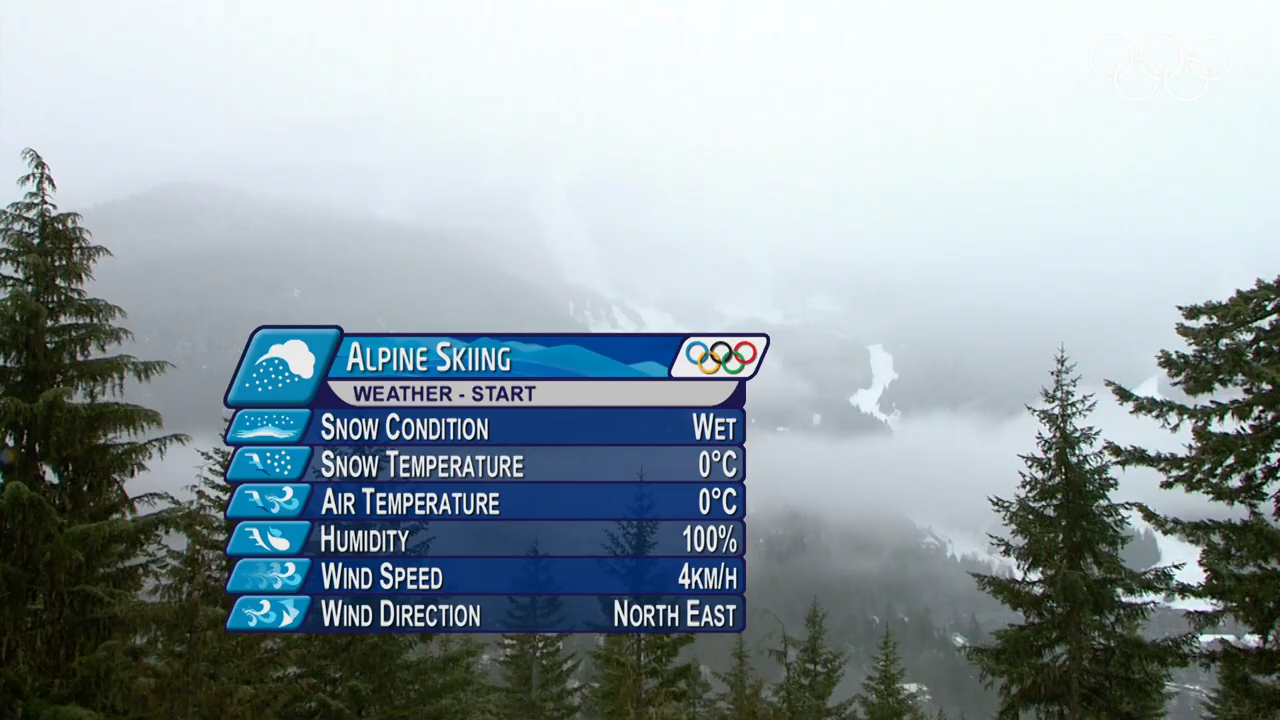 ALPINE SKIING
WEATHER - START
SNOW CONDITION WET
SNOW TEMPERATURE 0°C
AIR TEMPERATURE 0°C
HUMIDITY 100%
WIND SPEED 4KM/H
WIND DIRECTION NORTH EAST